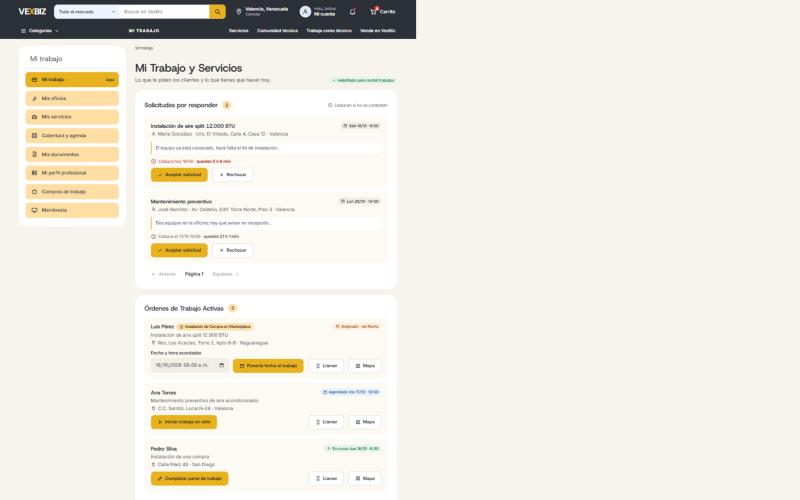 VEXBIZ
Todo el mercado
Buscar en VexBiz
Valencia, Venezuela
Cambiar
Hola, Aníbal
Mi cuenta
Carrito
Categorías
MI TRABAJO
Servicios
Comunidad técnica
Trabaja como técnico
Vende en VexBiz
Mi trabajo
Mi trabajo
Aquí
Mis oficios
Mis servicios
Cobertura y agenda
Mis documentos
Mi perfil profesional
Compras de trabajo
Membresía
Mi trabajo
Mi Trabajo y Servicios
Lo que te piden los clientes y lo que tienes que hacer hoy.
Habilitado para recibir trabajos
Solicitudes por responder 2
Caducan si no se contestan
Instalación de aire split 12.000 BTU
Sáb 18/10 · 9:00
María González · Urb. El Viñedo, Calle 4, Casa 12 · Valencia
El equipo ya está comprado, hace falta el kit de instalación.
Caduca hoy 18:00 · quedan 5 h 8 min
Aceptar solicitud
Rechazar
Mantenimiento preventivo
Lun 20/10 · 14:00
José Ramírez · Av. Cedeño, Edif. Torre Norte, Piso 3 · Valencia
Dos equipos en la oficina; hay que avisar en recepción.
Caduca el 17/10 10:00 · quedan 21 h 1 min
Aceptar solicitud
Rechazar
Anterior
Página 1
Siguiente
Órdenes de Trabajo Activas 3
Luis Pérez
Instalación de Compra en Marketplace
Asignada · sin fecha
Instalación de aire split 12.000 BTU
Res. Las Acacias, Torre 2, Apto 8-B · Naguanagua
Fecha y hora acordadas
18/10/2026 09:00 a. m.
Ponerle fecha al trabajo
Llamar
Mapa
Ana Torres
Agendada Vie 17/10 · 10:00
Mantenimiento preventivo de aire acondicionado
C.C. Sambil, Local N-24 · Valencia
Iniciar trabajo en sitio
Llamar
Mapa
Pedro Silva
En curso Jue 16/10 · 8:30
Instalación de una compra
Calle Páez 45 · San Diego
Completar parte de trabajo
Llamar
Mapa